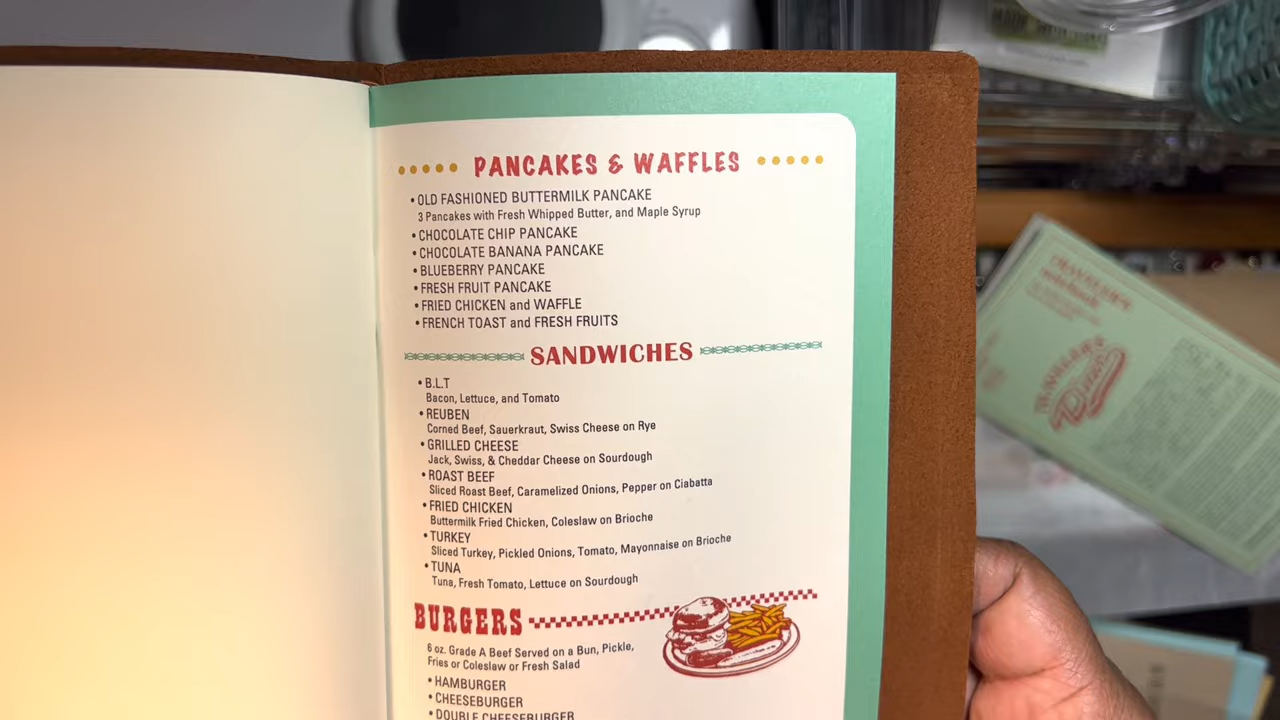 PANCAKES & WAFFLES
• OLD FASHIONED BUTTERMILK PANCAKE
3 Pancakes with Fresh Whipped Butter, and Maple Syrup
• CHOCOLATE CHIP PANCAKE
• CHOCOLATE BANANA PANCAKE
• BLUEBERRY PANCAKE
• FRESH FRUIT PANCAKE
• FRIED CHICKEN and WAFFLE
• FRENCH TOAST and FRESH FRUITS
SANDWICHES
• B.L.T
Bacon, Lettuce, and Tomato
• REUBEN
Corned Beef, Sauerkraut, Swiss Cheese on Rye
• GRILLED CHEESE
Jack, Swiss, & Cheddar Cheese on Sourdough
• ROAST BEEF
Sliced Roast Beef, Caramelized Onions, Pepper on Ciabatta
• FRIED CHICKEN
Buttermilk Fried Chicken, Coleslaw on Brioche
• TURKEY
Sliced Turkey, Pickled Onions, Tomato, Mayonnaise on Brioche
• TUNA
Tuna, Fresh Tomato, Lettuce on Sourdough
BURGERS
6 oz. Grade A Beef Served on a Bun, Pickle,
Fries or Coleslaw or Fresh Salad
• HAMBURGER
• CHEESEBURGER
• DOUBLE CHEESEBURGER
TRAVELER'S
Diner